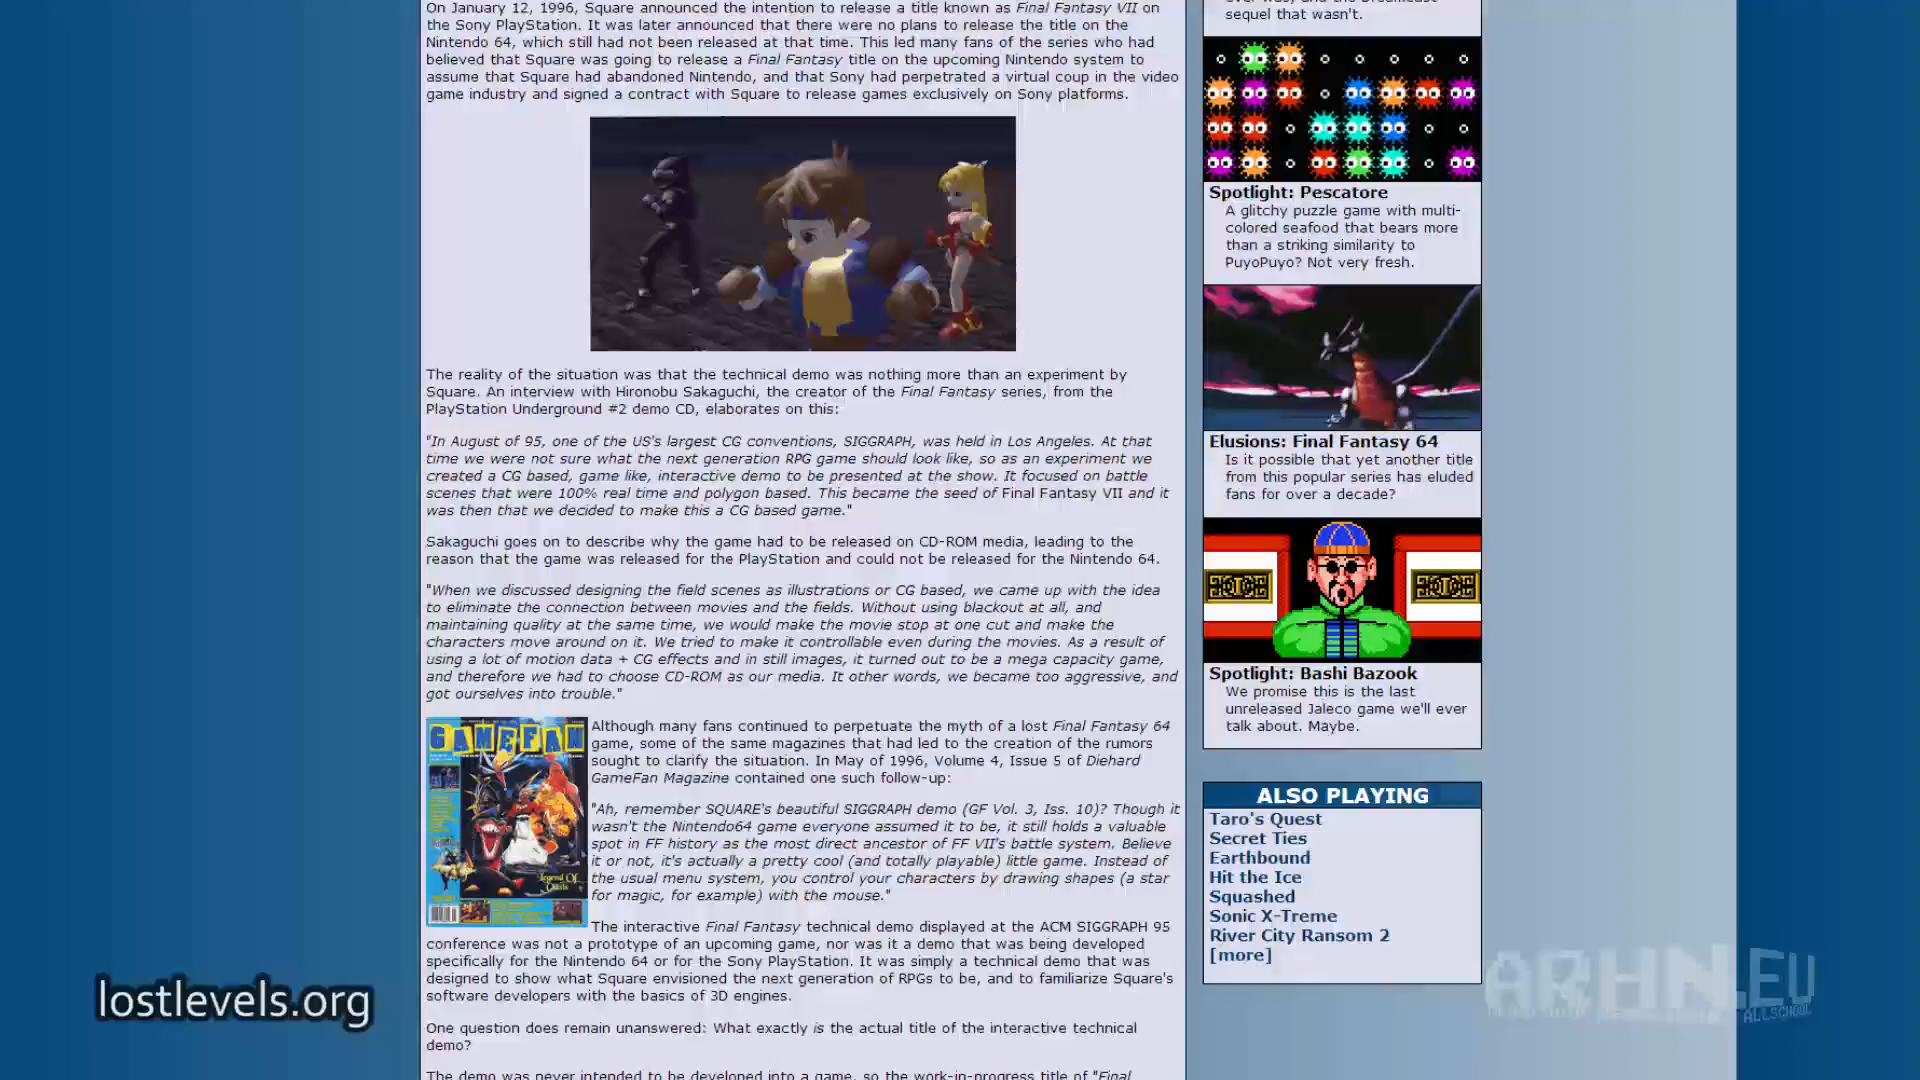 On January 12, 1996, Square announced the intention to release a title known as Final Fantasy VII on
the Sony PlayStation. It was later announced that there were no plans to release the title on the
Nintendo 64, which still had not been released at that time. This led many fans of the series who had
believed that Square was going to release a Final Fantasy title on the upcoming Nintendo system to
assume that Square had abandoned Nintendo, and that Sony had perpetrated a virtual coup in the video
game industry and signed a contract with Square to release games exclusively on Sony platforms.
The reality of the situation was that the technical demo was nothing more than an experiment by
Square. An interview with Hironobu Sakaguchi, the creator of the Final Fantasy series, from the
PlayStation Underground #2 demo CD, elaborates on this:
"In August of 95, one of the US's largest CG conventions, SIGGRAPH, was held in Los Angeles. At that
time we were not sure what the next generation RPG game should look like, so as an experiment we
created a CG based, game like, interactive demo to be presented at the show. It focused on battle
scenes that were 100% real time and polygon based. This became the seed of Final Fantasy VII and it
was then that we decided to make this a CG based game."
Sakaguchi goes on to describe why the game had to be released on CD-ROM media, leading to the
reason that the game was released for the PlayStation and could not be released for the Nintendo 64.
"When we discussed designing the field scenes as illustrations or CG based, we came up with the idea
to eliminate the connection between movies and the fields. Without using blackout at all, and
maintaining quality at the same time, we would make the movie stop at one cut and make the
characters move around on it. We tried to make it controllable even during the movies. As a result of
using a lot of motion data + CG effects and in still images, it turned out to be a mega capacity game,
and therefore we had to choose CD-ROM as our media. It other words, we became too aggressive, and
got ourselves into trouble."
GAMEFAN
Legend Of
Oasis
Although many fans continued to perpetuate the myth of a lost Final Fantasy 64
game, some of the same magazines that had led to the creation of the rumors
sought to clarify the situation. In May of 1996, Volume 4, Issue 5 of Diehard
GameFan Magazine contained one such follow-up:
"Ah, remember SQUARE's beautiful SIGGRAPH demo (GF Vol. 3, Iss. 10)? Though it
wasn't the Nintendo64 game everyone assumed it to be, it still holds a valuable
spot in FF history as the most direct ancestor of FF VII's battle system. Believe
it or not, it's actually a pretty cool (and totally playable) little game. Instead of
the usual menu system, you control your characters by drawing shapes (a star
for magic, for example) with the mouse."
The interactive Final Fantasy technical demo displayed at the ACM SIGGRAPH 95
conference was not a prototype of an upcoming game, nor was it a demo that was being developed
specifically for the Nintendo 64 or for the Sony PlayStation. It was simply a technical demo that was
designed to show what Square envisioned the next generation of RPGs to be, and to familiarize Square's
software developers with the basics of 3D engines.
One question does remain unanswered: What exactly is the actual title of the interactive technical
demo?
The demo was never intended to be developed into a game, so the work-in-progress title of "Final
sequel that wasn't.
Spotlight: Pescatore
A glitchy puzzle game with multi-
colored seafood that bears more
than a striking similarity to
PuyoPuyo? Not very fresh.
Elusions: Final Fantasy 64
Is it possible that yet another title
from this popular series has eluded
fans for over a decade?
Spotlight: Bashi Bazook
We promise this is the last
unreleased Jaleco game we'll ever
talk about. Maybe.
ALSO PLAYING
Taro's Quest
Secret Ties
Earthbound
Hit the Ice
Squashed
Sonic X-Treme
River City Ransom 2
[more]
lostlevels.org
ARHN.EU
ALLSCHOOL